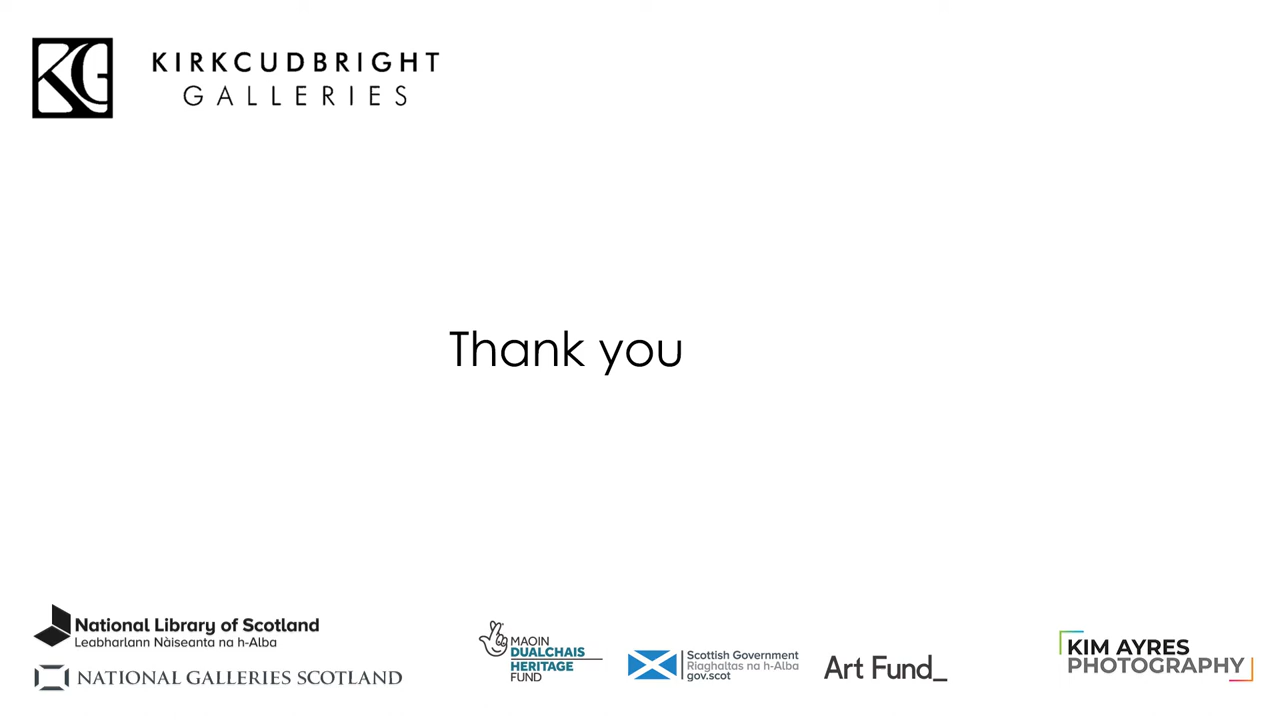 KG
KIRKCUDBRIGHT
GALLERIES
Thank you
National Library of Scotland
Leabharlann Nàiseanta na h-Alba
NATIONAL GALLERIES SCOTLAND
MAOIN
DUALCHAIS
HERITAGE
FUND
Scottish Government
Riaghaltas na h-Alba
gov.scot
Art Fund_
KIM AYRES
PHOTOGRAPHY